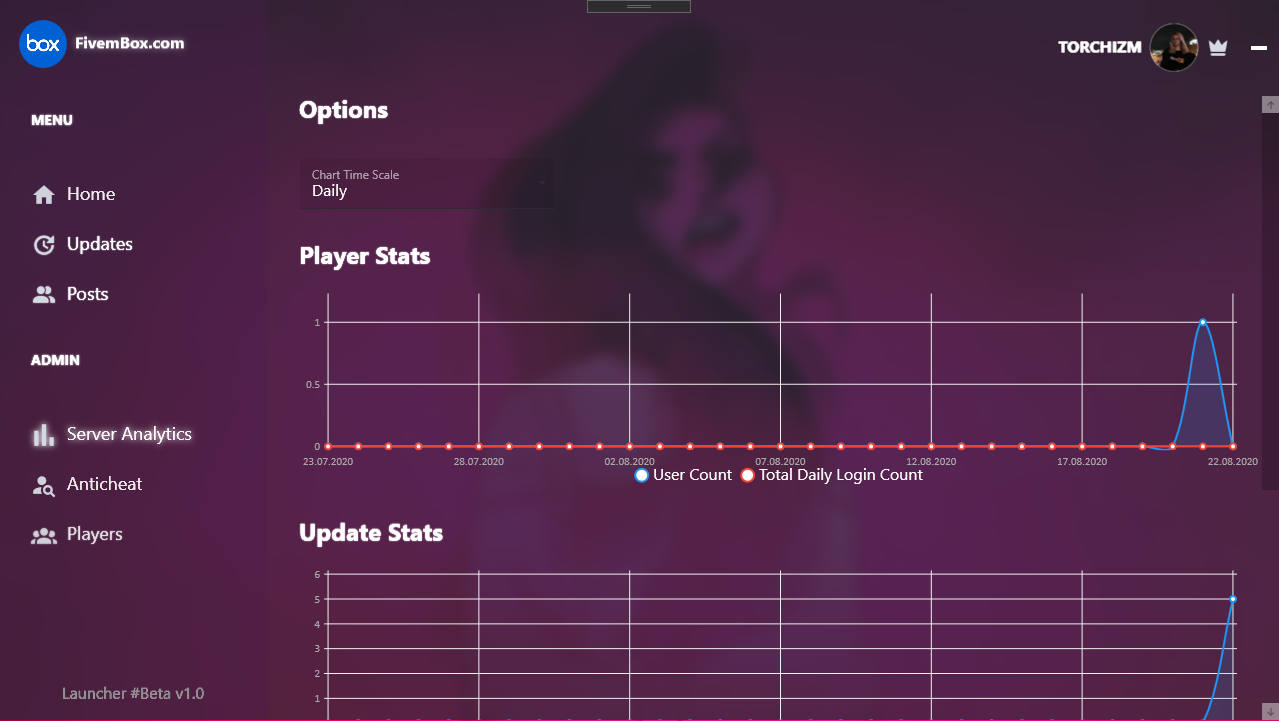 box FivemBox.com
TORCHIZM
MENU
Home
Updates
Posts
ADMIN
Server Analytics
Anticheat
Players
Launcher #Beta v1.0
Options
Chart Time Scale
Daily
Player Stats
1
0.5
0
23.07.2020 28.07.2020 02.08.2020 07.08.2020 12.08.2020 17.08.2020 22.08.2020
User Count Total Daily Login Count
Update Stats
6
5
4
3
2
1